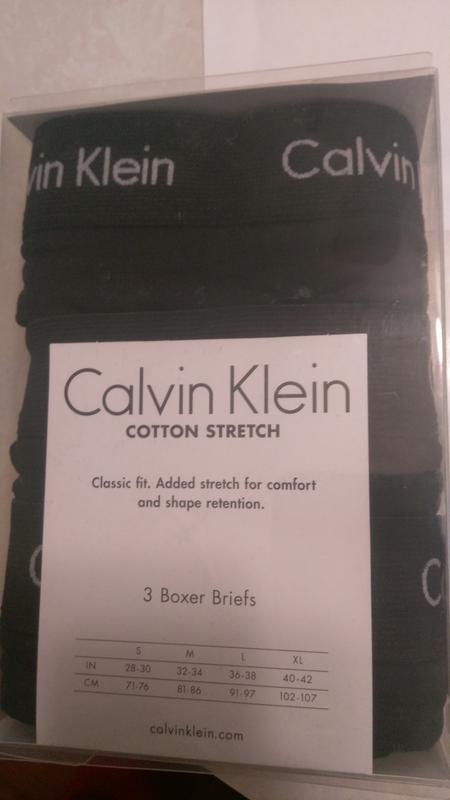 vin Klein Calvin
Calvin Klein
COTTON STRETCH
Classic fit. Added stretch for comfort
and shape retention.
C C
3 Boxer Briefs
S M L XL
IN 28-30 32-34 36-38 40-42
CM 71-76 81-86 91-97 102-107
calvinklein.com